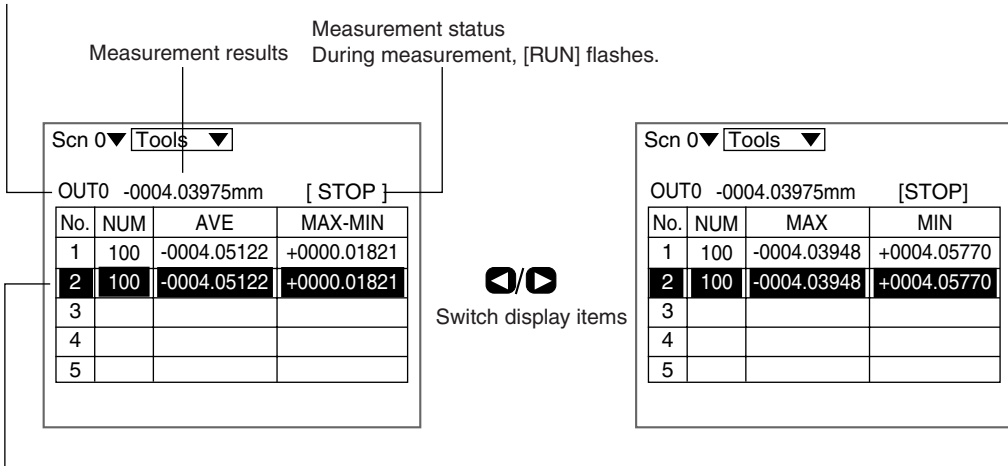 Measurement status
Measurement results
During measurement, [RUN] flashes.
Scn 0▼ Tools ▼
OUT0 -0004.03975mm [ STOP ]
No. NUM AVE MAX-MIN
1 100 -0004.05122 +0000.01821
2 100 -0004.05122 +0000.01821
3
4
5
◀/▶
Switch display items
Scn 0▼ Tools ▼
OUT0 -0004.03975mm [STOP]
No. NUM MAX MIN
1 100 -0004.03948 +0004.05770
2 100 -0004.03948 +0004.05770
3
4
5